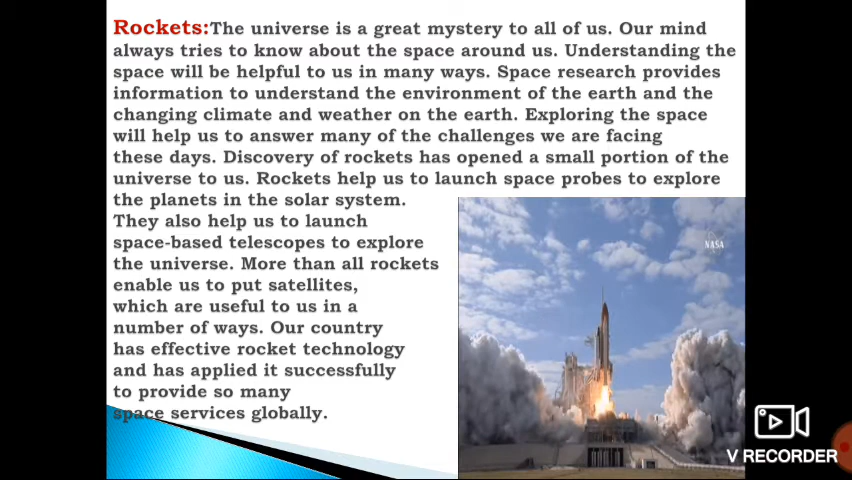 Rockets:The universe is a great mystery to all of us. Our mind
always tries to know about the space around us. Understanding the
space will be helpful to us in many ways. Space research provides
information to understand the environment of the earth and the
changing climate and weather on the earth. Exploring the space
will help us to answer many of the challenges we are facing
these days. Discovery of rockets has opened a small portion of the
universe to us. Rockets help us to launch space probes to explore
the planets in the solar system.
They also help us to launch
space-based telescopes to explore
the universe. More than all rockets
enable us to put satellites,
which are useful to us in a
number of ways. Our country
has effective rocket technology
and has applied it successfully
to provide so many
space services globally.
NASA
V RECORDER